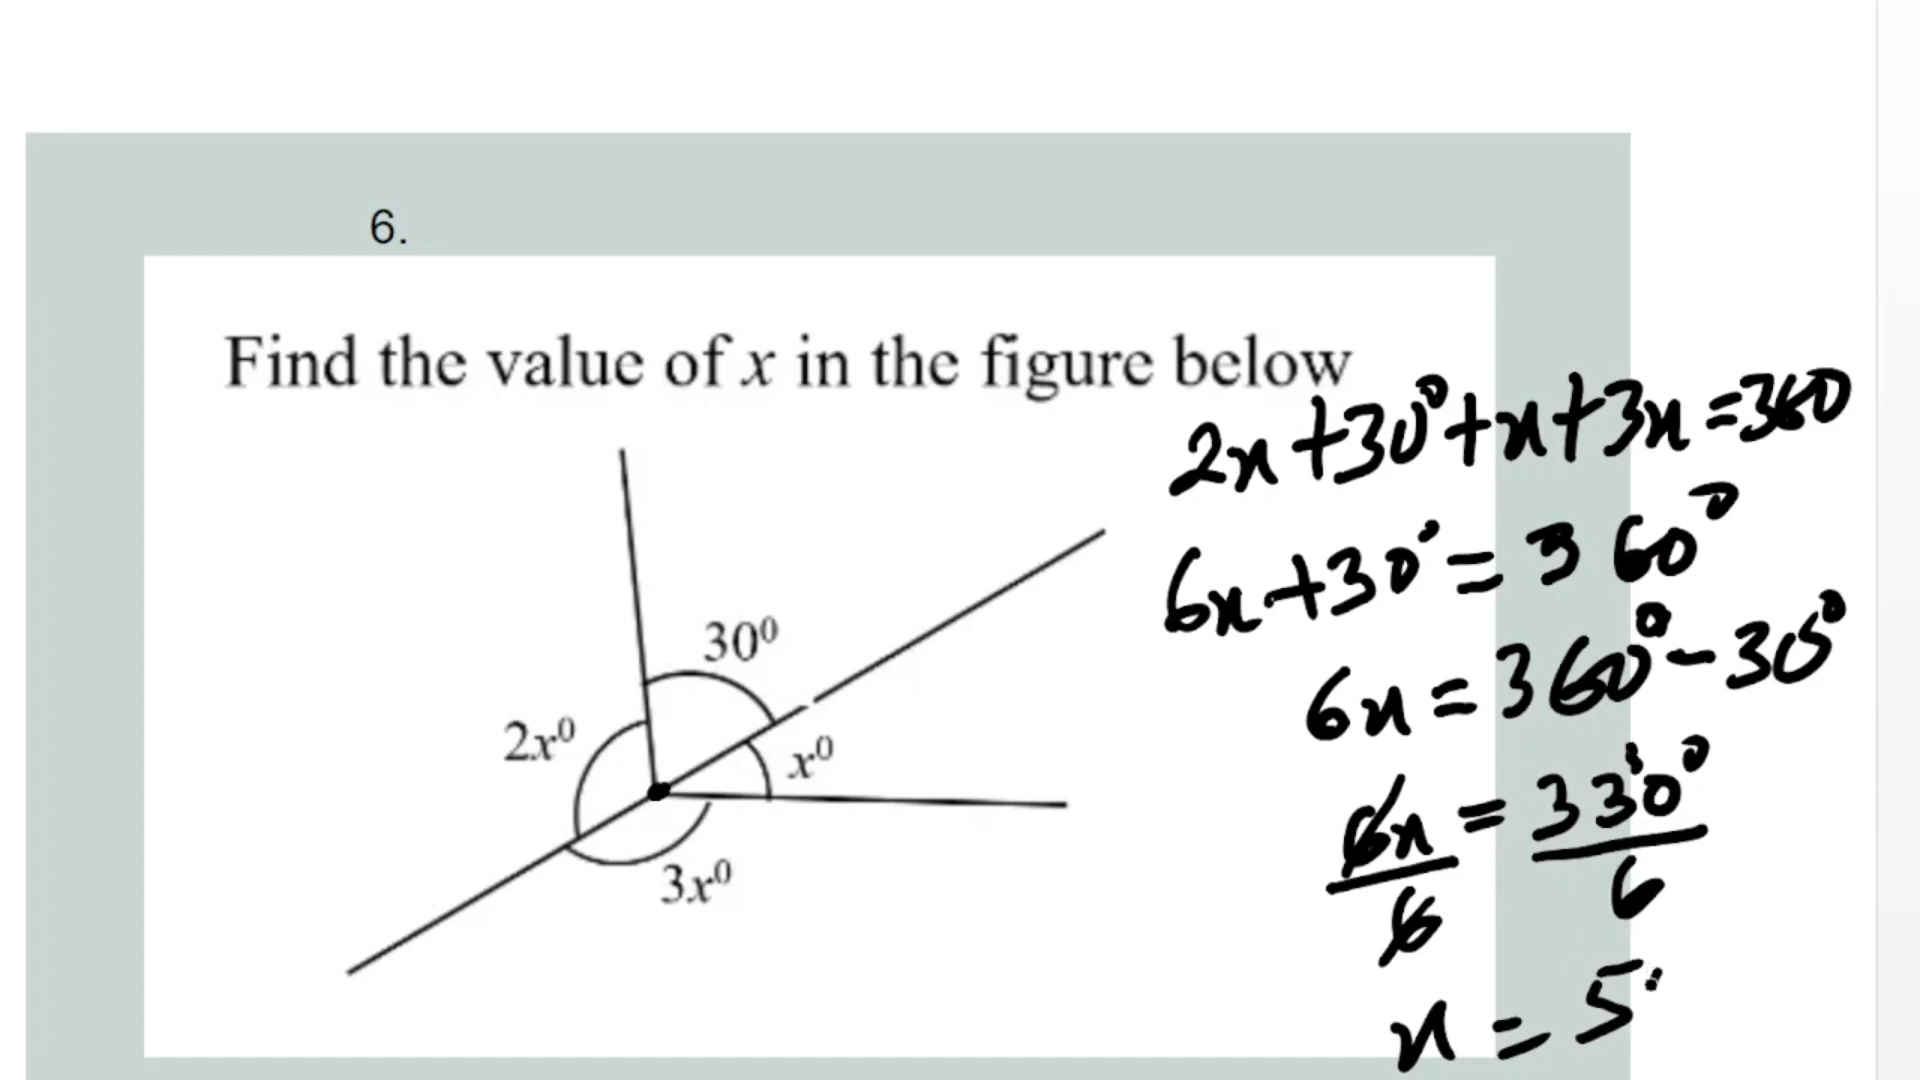 6.
Find the value of x in the figure below
2x+30°+x+3x=360
6x+30°=360°
30⁰
6x=360°-30°
2x⁰
x⁰
6x/6=330°/6
3x⁰
x=5